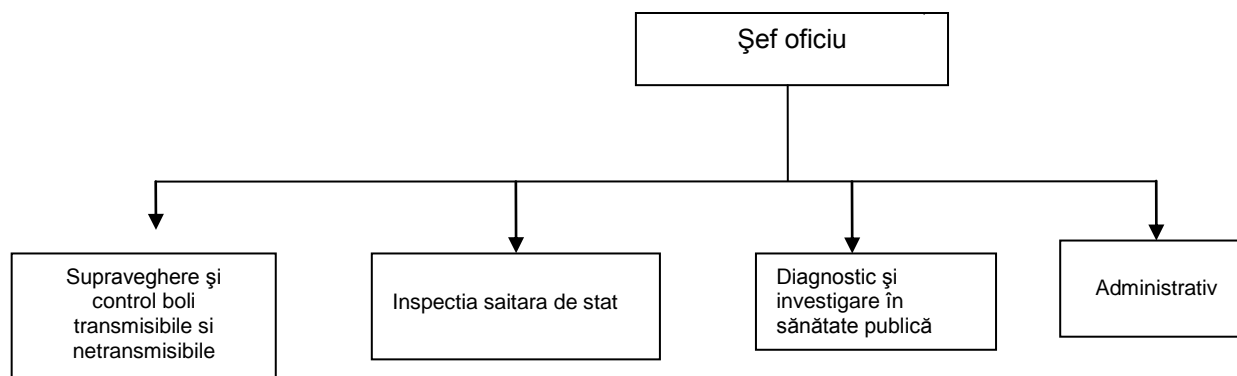 Şef oficiu
Supraveghere şi
control boli
transmisibile si
netransmisibile
Inspectia saitara de stat
Diagnostic şi
investigare în
sănătate publică
Administrativ